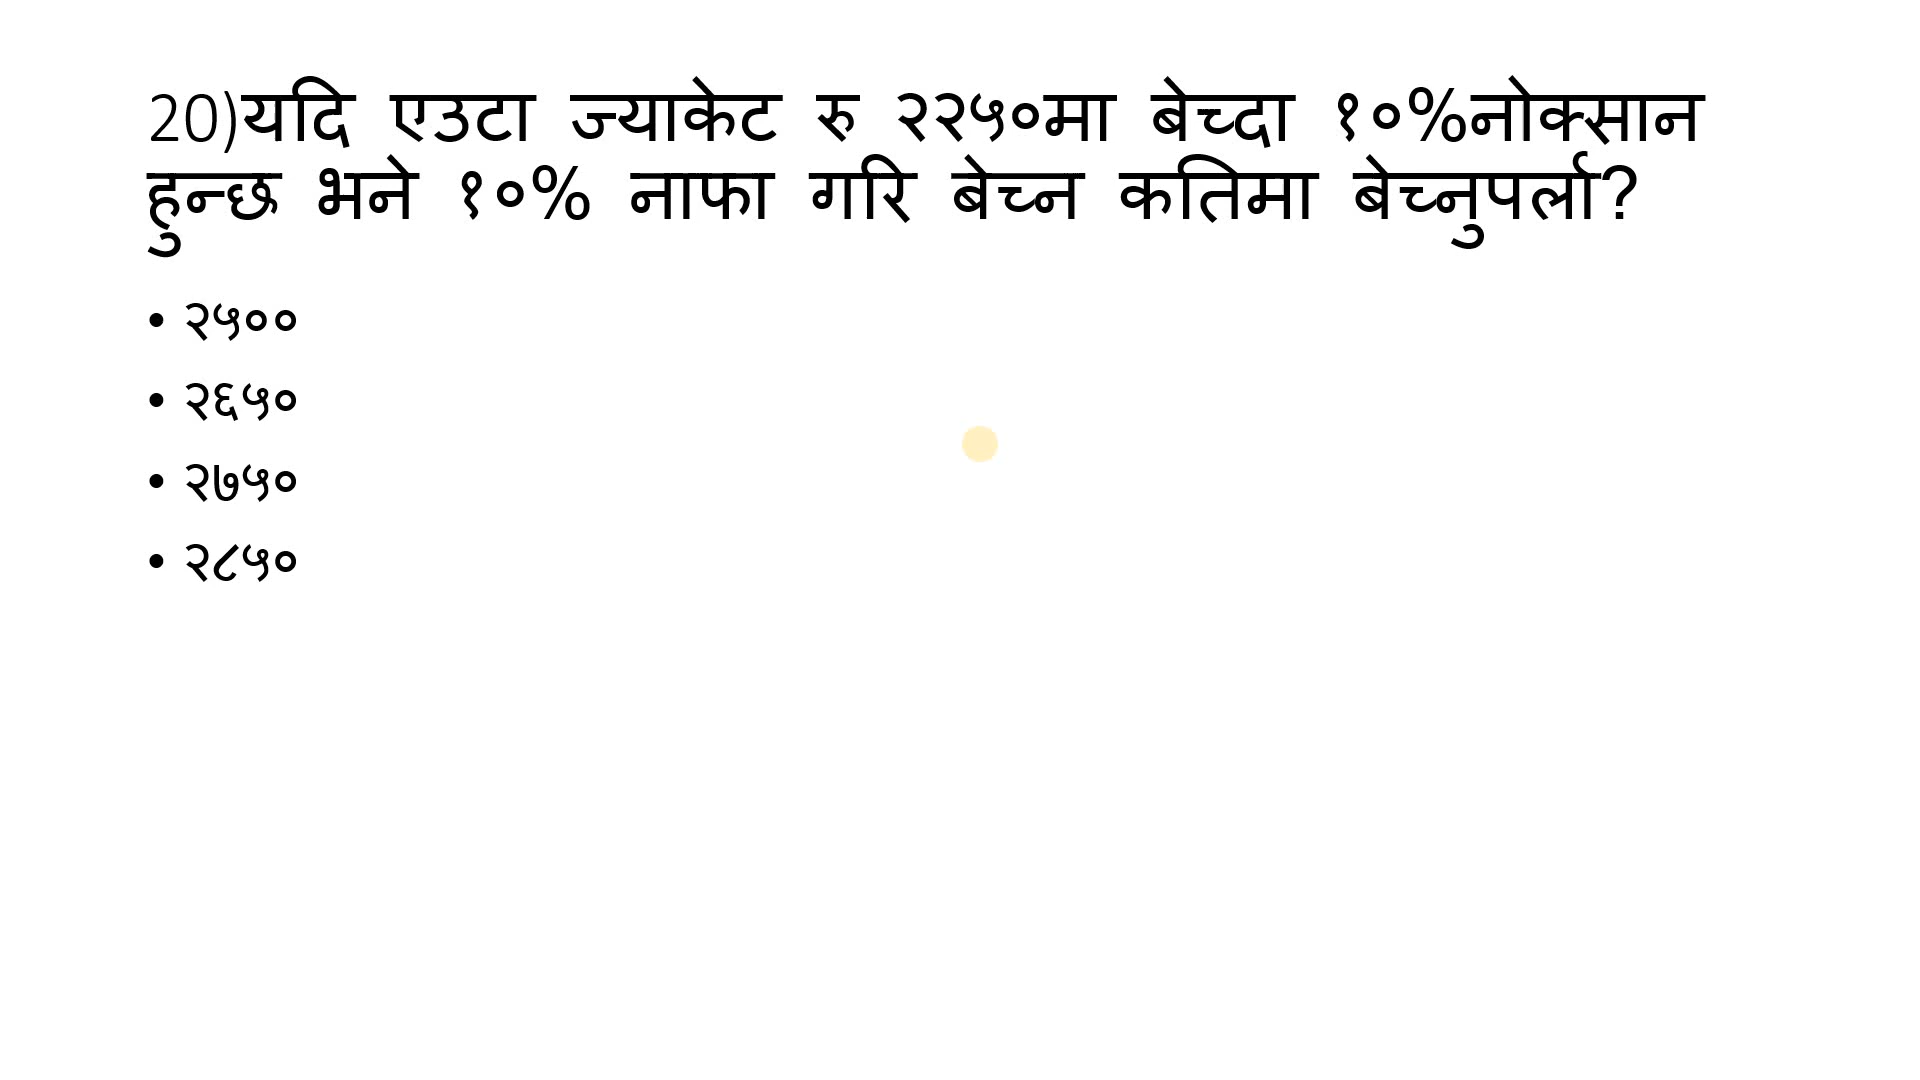 20)यदि एउटा ज्याकेट रु २२५०मा बेच्दा १०%नोक्सान
हुन्छ भने १०% नाफा गरि बेच्न कतिमा बेच्नुपर्ला?
• २५००
• २६५०
• २७५०
• २८५०